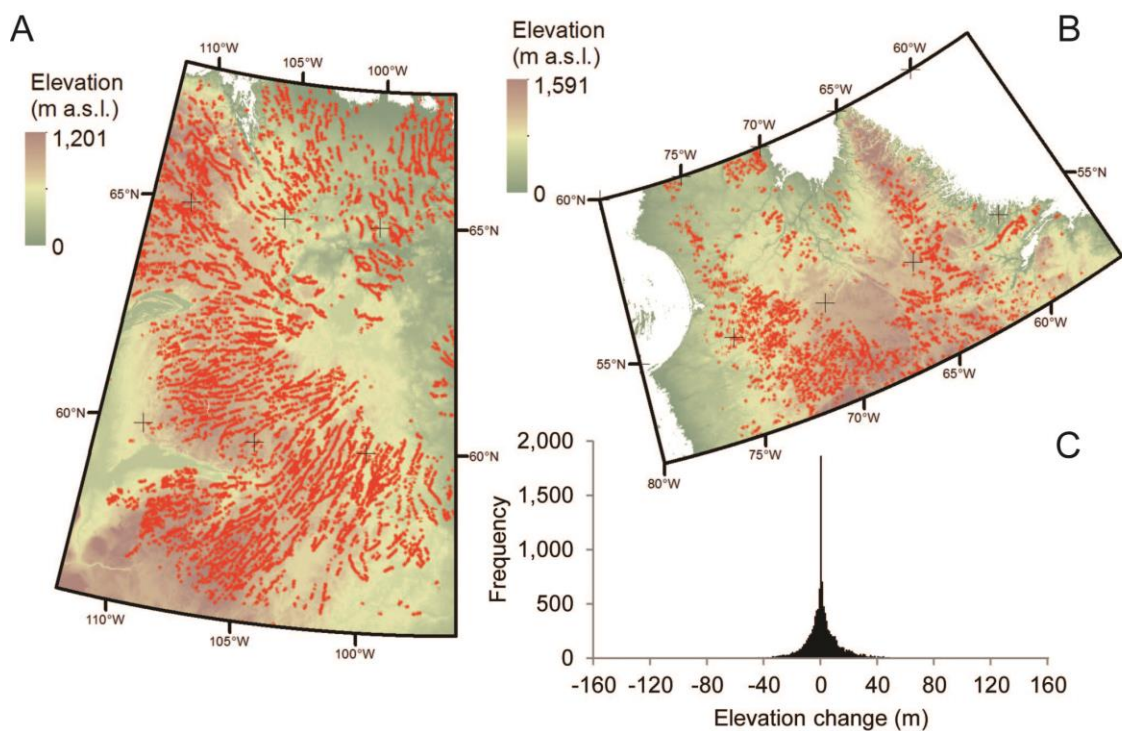 A
Elevation
(m a.s.l.)
1,201
0
110°W
105°W
100°W
65°N
65°N
60°N
60°N
110°W
105°W
100°W
B
Elevation
(m a.s.l.)
1,591
0
60°W
65°W
70°W
75°W
60°N
55°N
55°N
60°W
65°W
70°W
75°W
80°W
C
2,000
1,500
1,000
500
0
Frequency
-160 -120 -80 -40 0 40 80 120 160
Elevation change (m)